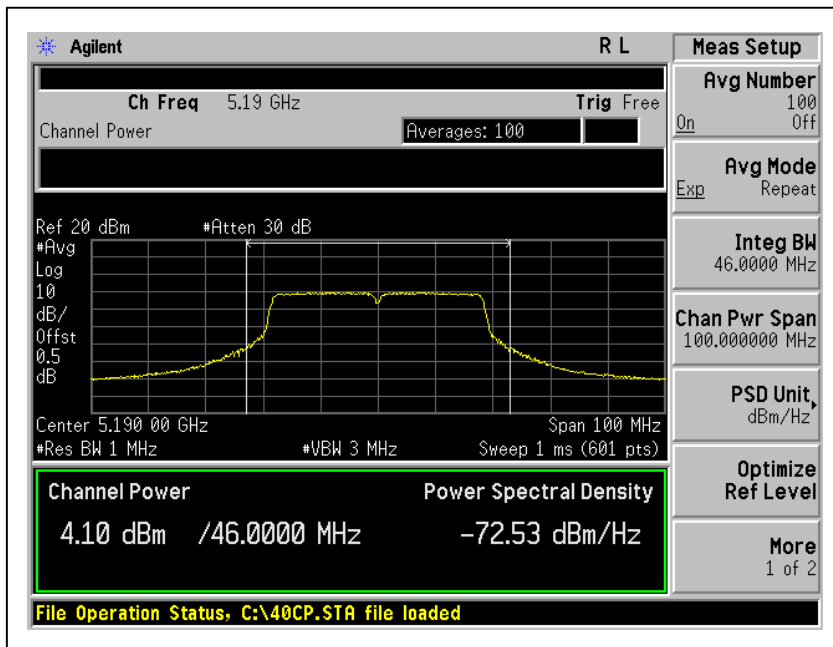 Agilent R L
Ch Freq 5.19 GHz Trig Free
Channel Power Averages: 100
Ref 20 dBm #Atten 30 dB
#Avg
Log
10
dB/
Offst
0.5
dB
Center 5.190 00 GHz Span 100 MHz
#Res BW 1 MHz #VBW 3 MHz Sweep 1 ms (601 pts)
Channel Power Power Spectral Density
4.10 dBm /46.0000 MHz -72.53 dBm/Hz
File Operation Status, C:\40CP.STA file loaded
Meas Setup
Avg Number
100
On Off
Avg Mode
Exp Repeat
Integ BW
46.0000 MHz
Chan Pwr Span
100.000000 MHz
PSD Unit
dBm/Hz
Optimize
Ref Level
More
1 of 2